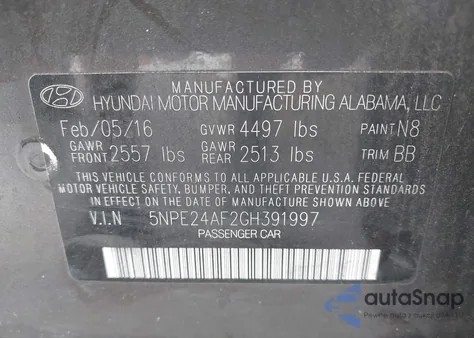 MANUFACTURED BY
HYUNDAI MOTOR MANUFACTURING ALABAMA, LLC
Feb/05/16 GVWR 4497 lbs PAINT N8
GAWR FRONT 2557 lbs GAWR REAR 2513 lbs TRIM BB
THIS VEHICLE CONFORMS TO ALL APPLICABLE U.S.A. FEDERAL
MOTOR VEHICLE SAFETY, BUMPER, AND THEFT PREVENTION STANDARDS
IN EFFECT ON THE DATE OF MANUFACTURE SHOWN ABOVE.
V.I.N 5NPE24AF2GH391997
PASSENGER CAR
autoSnap